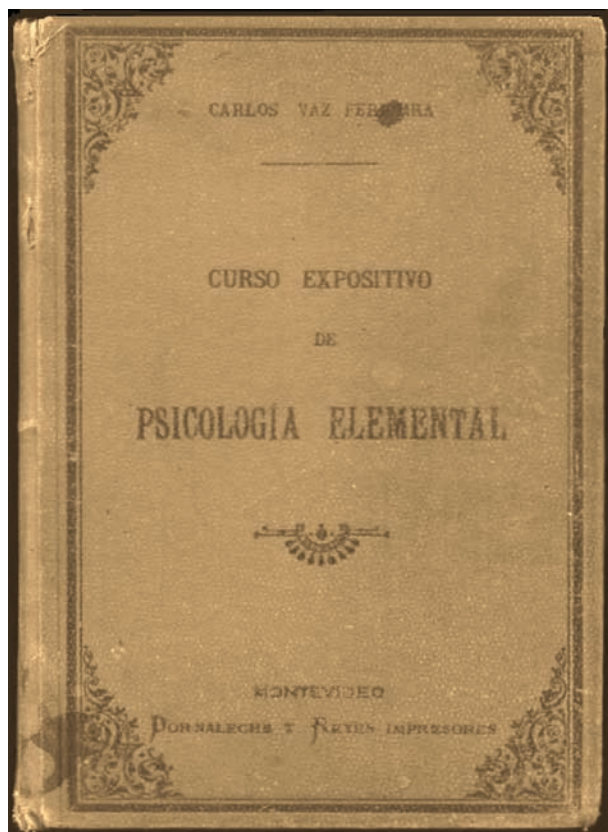 CARLOS VAZ FERREIRA
CURSO EXPOSITIVO
DE
PSICOLOGÍA ELEMENTAL
MONTEVIDEO
DORNALECHE Y REYES IMPRESORES